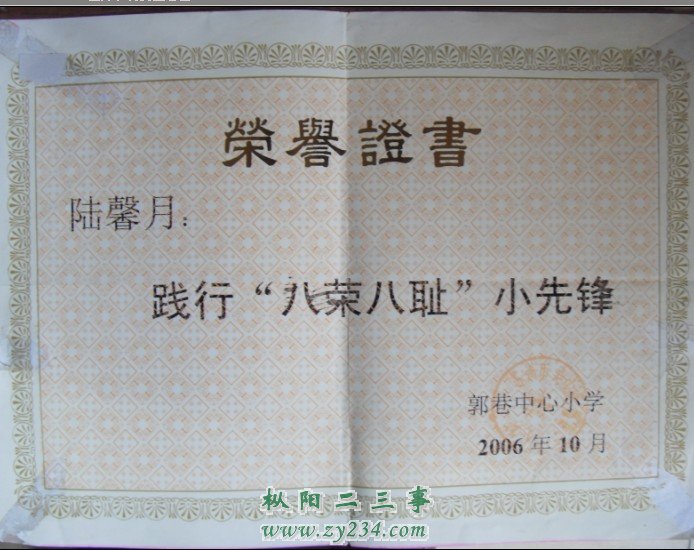 榮譽證書
陆馨月：
践行“八荣八耻”小先锋
郭巷中心小学
2006年10月
枞阳二三事
www.zy234.com